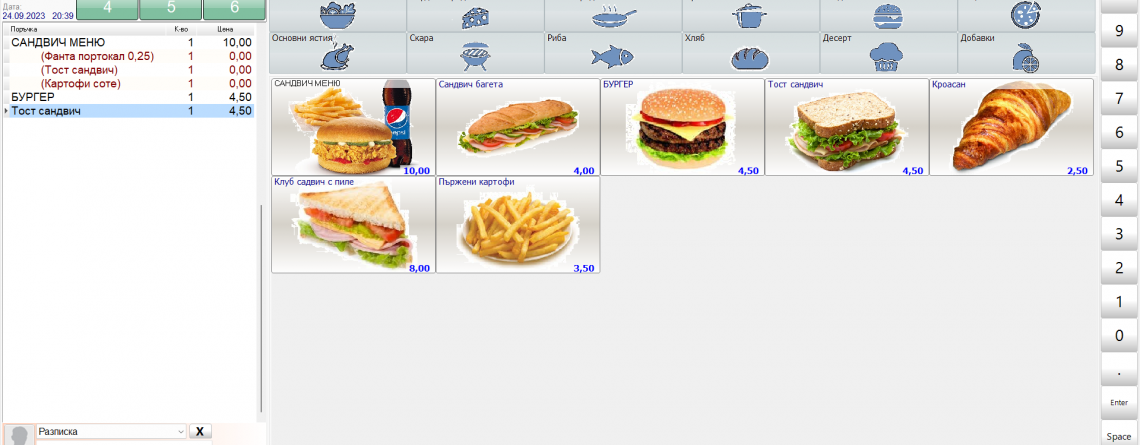 Дата:
24.09.2023 20:39
4 5 6
Поръчка К-во Цена
САНДВИЧ МЕНЮ 1 10,00
(Фанта портокал 0,25) 1 0,00
(Тост сандвич) 1 0,00
(Картофи соте) 1 0,00
БУРГЕР 1 4,50
Тост сандвич 1 4,50
Разписка X
Основни ястия Скара Риба Хляб Десерт Добавки
САНДВИЧ МЕНЮ Сандвич багета БУРГЕР Тост сандвич Кроасан
pepsi
10,00 4,00 4,50 4,50 2,50
Клуб садвич с пиле Пържени картофи
8,00 3,50
9
8
7
6
5
4
3
2
1
0
.
Enter
Space